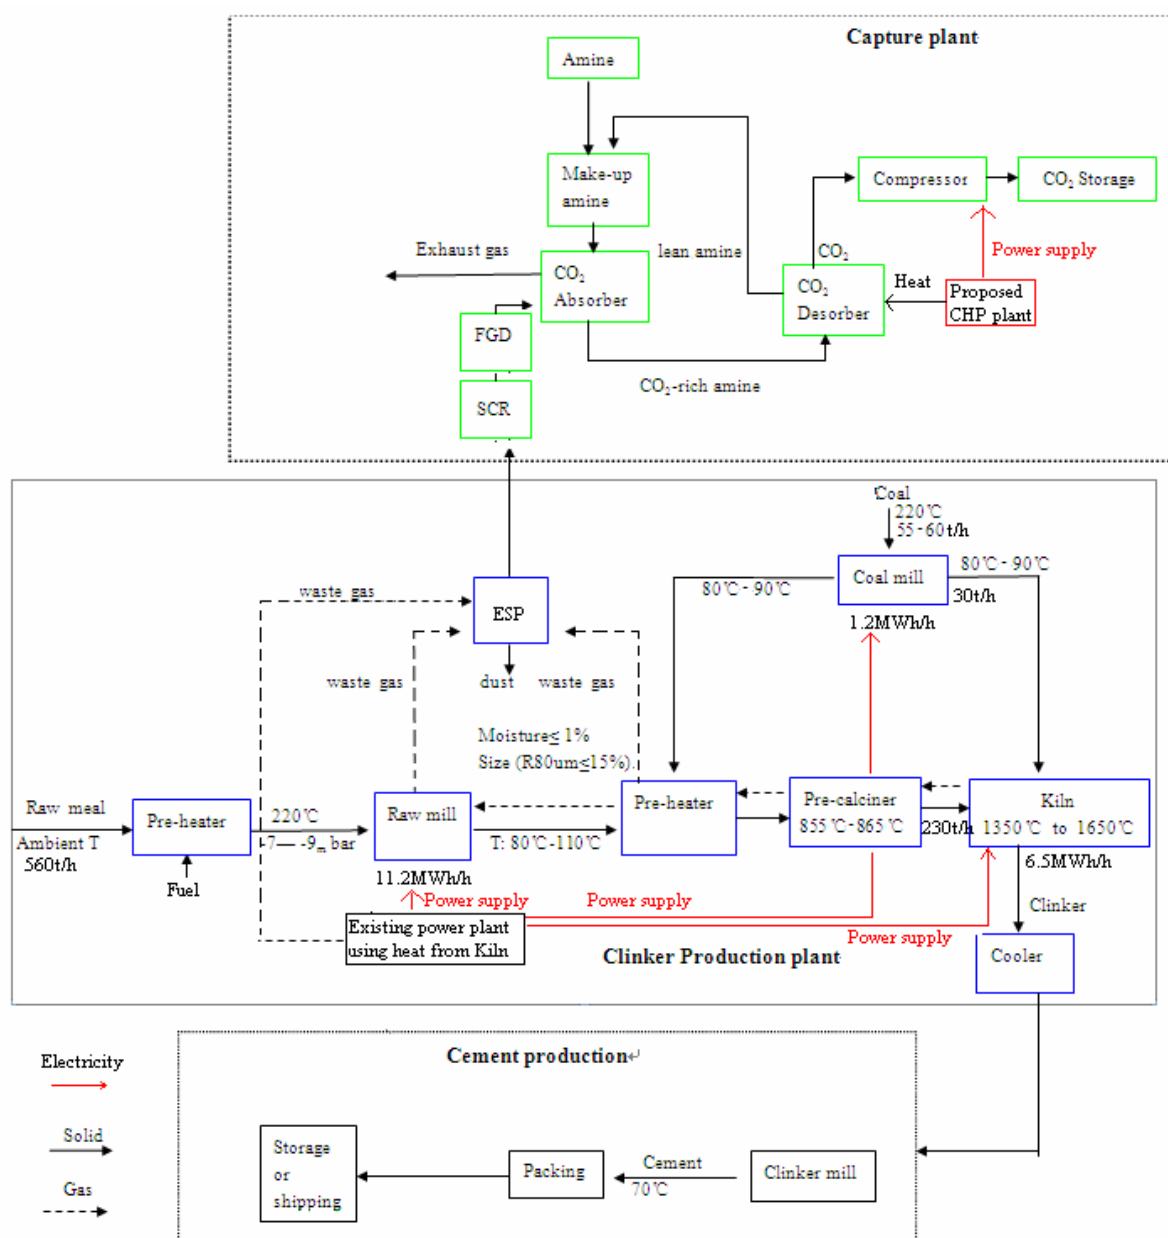 Capture plant
Amine
Make-up
amine
Compressor
CO₂ Storage
Exhaust gas
lean amine
CO₂
Power supply
CO₂
Absorber
CO₂
Desorber
Heat
Proposed
CHP plant
FGD
CO₂-rich amine
SCR
Coal
220℃
55-60t/h
80℃-90℃
Coal mill
80℃-90℃
30t/h
1.2MWh/h
waste gas
ESP
waste gas
dust
waste gas
Moisture≤ 1%
Size (R80um≤15%).
Raw meal
Ambient T
560t/h
Pre-heater
Fuel
220℃
-7— -9m bar
Raw mill
T: 80℃-110℃
11.2MWh/h
Pre-heater
Pre-calciner
855℃-865℃
230t/h
Kiln
1350℃ to 1650℃
6.5MWh/h
Power supply
Power supply
Power supply
Existing power plant
using heat from Kiln
Clinker
Clinker Production plant
Cooler
Cement production↵
Electricity
Solid
Gas
Storage
or
shipping
Packing
Cement
70℃
Clinker mill